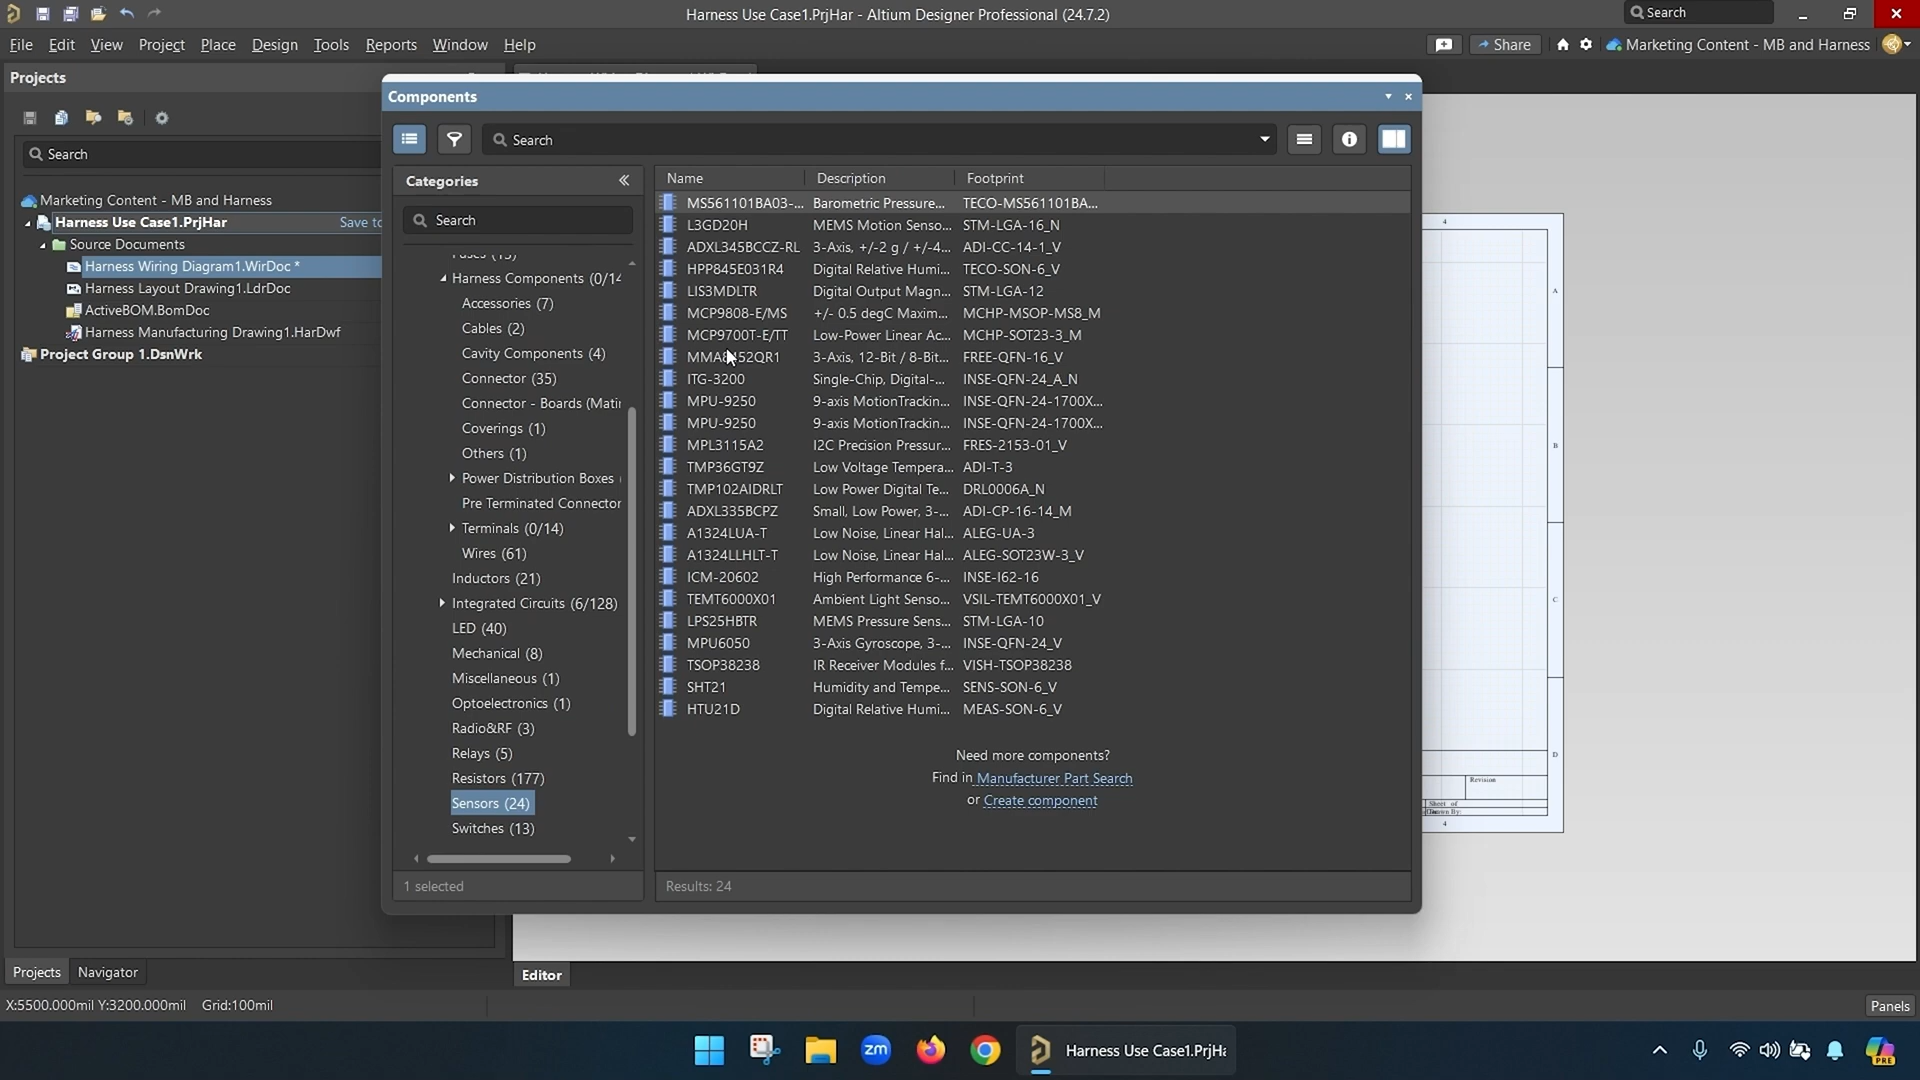 Harness Use Case1.PrjHar - Altium Designer Professional (24.7.2)
Search
File Edit View Project Place Design Tools Reports Window Help
Share
Marketing Content - MB and Harness
Projects
Search
Marketing Content - MB and Harness
Harness Use Case1.PrjHar Save to
Source Documents
Harness Wiring Diagram1.WirDoc *
Harness Layout Drawing1.LdrDoc
ActiveBOM.BomDoc
Harness Manufacturing Drawing1.HarDwf
Project Group 1.DsnWrk
Components
Search
Categories
Search
Harness Components (0/14
Accessories (7)
Cables (2)
Cavity Components (4)
Connector (35)
Connector - Boards (Matin
Coverings (1)
Others (1)
Power Distribution Boxes (
Pre Terminated Connector
Terminals (0/14)
Wires (61)
Inductors (21)
Integrated Circuits (6/128)
LED (40)
Mechanical (8)
Miscellaneous (1)
Optoelectronics (1)
Radio&RF (3)
Relays (5)
Resistors (177)
Sensors (24)
Switches (13)
1 selected
Name Description Footprint
MS561101BA03-... Barometric Pressure... TECO-MS561101BA...
L3GD20H MEMS Motion Senso... STM-LGA-16_N
ADXL345BCCZ-RL 3-Axis, +/-2 g / +/-4... ADI-CC-14-1_V
HPP845E031R4 Digital Relative Humi... TECO-SON-6_V
LIS3MDLTR Digital Output Magn... STM-LGA-12
MCP9808-E/MS +/- 0.5 degC Maxim... MCHP-MSOP-MS8_M
MCP9700T-E/TT Low-Power Linear Ac... MCHP-SOT23-3_M
3-Axis, 12-Bit / 8-Bit... FREE-QFN-16_V
ITG-3200 Single-Chip, Digital-... INSE-QFN-24_A_N
MPU-9250 9-axis MotionTrackin... INSE-QFN-24-1700X...
MPU-9250 9-axis MotionTrackin... INSE-QFN-24-1700X...
MPL3115A2 I2C Precision Pressur... FRES-2153-01_V
TMP36GT9Z Low Voltage Tempera... ADI-T-3
TMP102AIDRLT Low Power Digital Te... DRL0006A_N
ADXL335BCPZ Small, Low Power, 3-... ADI-CP-16-14_M
A1324LUA-T Low Noise, Linear Hal... ALEG-UA-3
A1324LLHLT-T Low Noise, Linear Hal... ALEG-SOT23W-3_V
ICM-20602 High Performance 6-... INSE-I62-16
TEMT6000X01 Ambient Light Senso... VSIL-TEMT6000X01_V
LPS25HBTR MEMS Pressure Sens... STM-LGA-10
MPU6050 3-Axis Gyroscope, 3-... INSE-QFN-24_V
TSOP38238 IR Receiver Modules f... VISH-TSOP38238
SHT21 Humidity and Tempe... SENS-SON-6_V
HTU21D Digital Relative Humi... MEAS-SON-6_V
Need more components?
Find in Manufacturer Part Search
or Create component
Results: 24
4
A
B
C
D
Revision
Sheet of
Drawn By:
4
Projects Navigator
Editor
X:5500.000mil Y:3200.000mil Grid:100mil
Panels
zm
Harness Use Case1.PrjHa
PRE